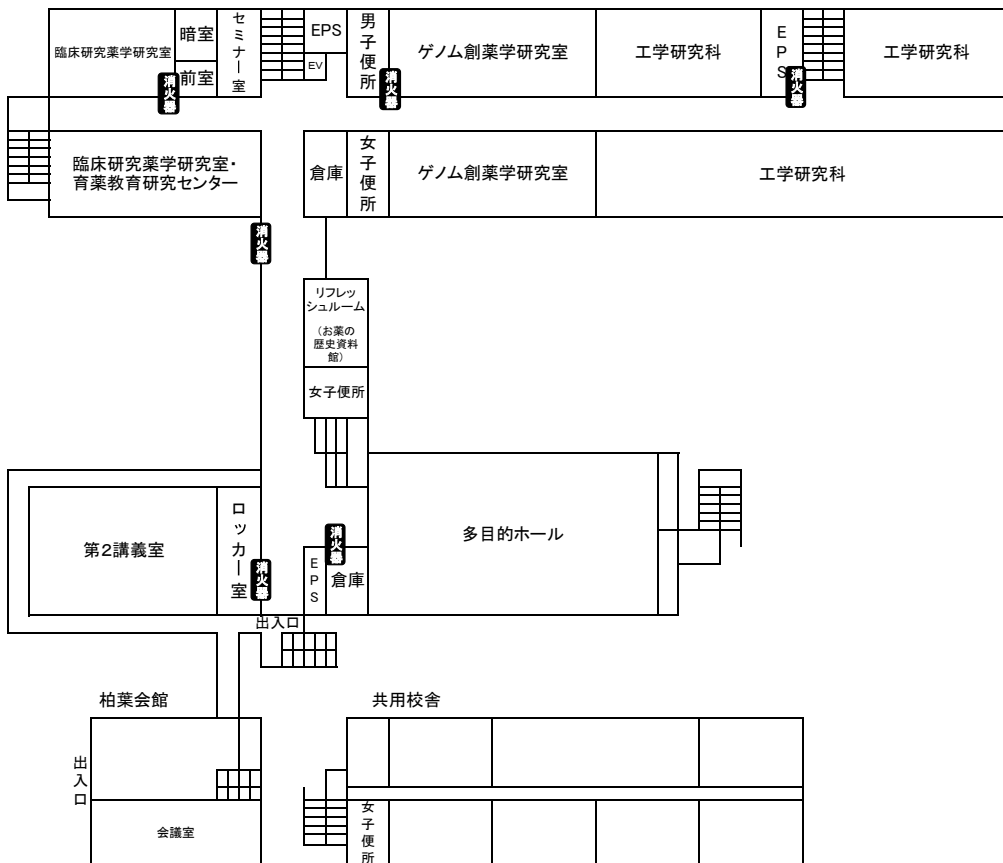 臨床研究薬学研究室
暗室
前室
セミナー室
EPS
EV
男子便所
ゲノム創薬学研究室
工学研究科
EPS
工学研究科
消火器
消火器
消火器
臨床研究薬学研究室・
育薬教育研究センター
倉庫
女子便所
ゲノム創薬学研究室
工学研究科
消火器
リフレッ
シュルーム
（お薬の
歴史資料
館）
女子便所
第2講義室
ロッカー室
消火器
消火器
EPS
倉庫
多目的ホール
出入口
柏葉会館
共用校舎
出入口
会議室
女子便所